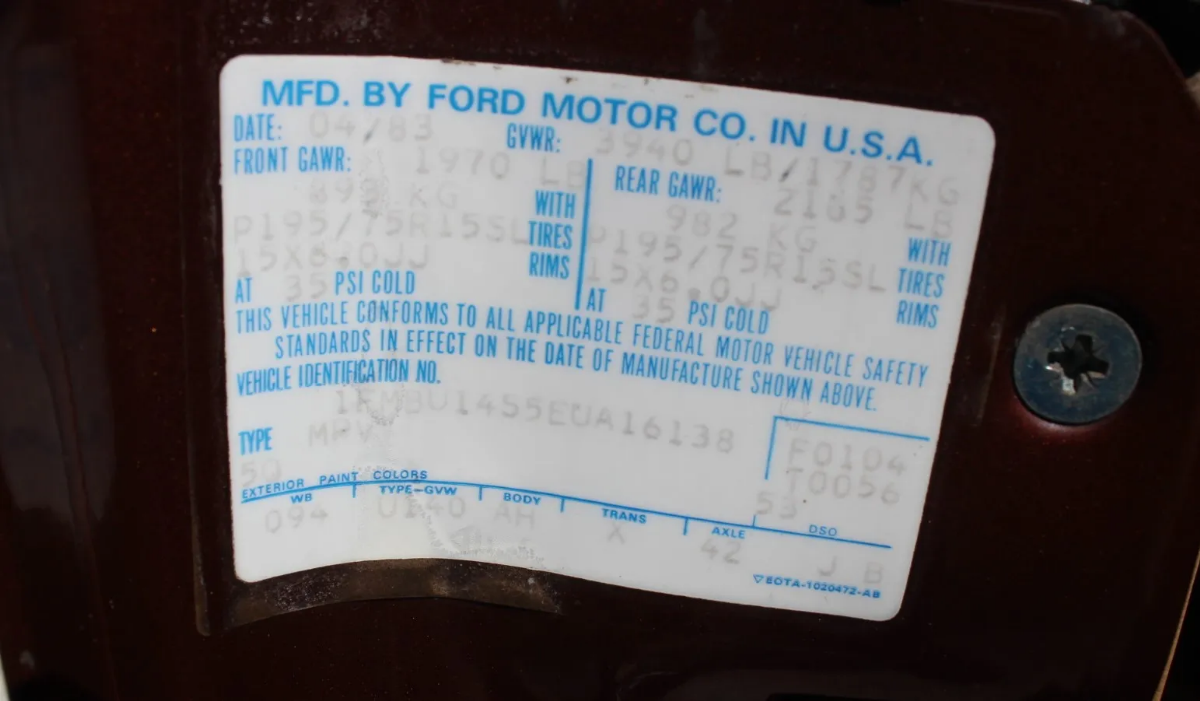 MFD. BY FORD MOTOR CO. IN U.S.A.
DATE: 04/83 GVWR: 3940 LB/1787KG
FRONT GAWR: 1970 LB REAR GAWR: 2165 LB
KG WITH 982 KG WITH
P195/75R15SL TIRES P195/75R15SL TIRES
15X6.0JJ RIMS 15X6.0JJ RIMS
AT 35 PSI COLD AT 35 PSI COLD
THIS VEHICLE CONFORMS TO ALL APPLICABLE FEDERAL MOTOR VEHICLE SAFETY
STANDARDS IN EFFECT ON THE DATE OF MANUFACTURE SHOWN ABOVE.
VEHICLE IDENTIFICATION NO.
1FMBU14S5EUA16138
TYPE MPV F0104
T0056
EXTERIOR PAINT COLORS 53
WB TYPE-GVW BODY TRANS AXLE DSO
094 U140 AH X 42 J B
▽EOTA-1020472-AB